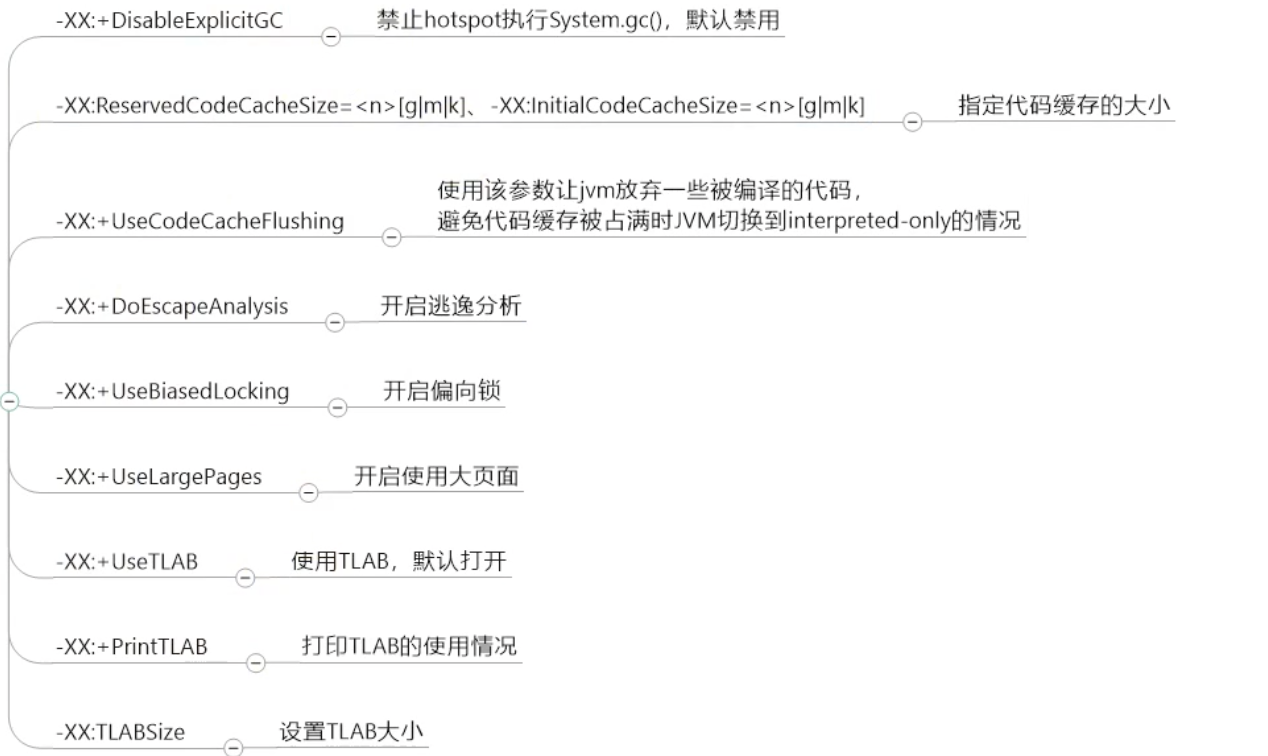 -XX:+DisableExplicitGC
禁止hotspot执行System.gc()，默认禁用
-XX:ReservedCodeCacheSize=<n>[g|m|k]、-XX:InitialCodeCacheSize=<n>[g|m|k]
指定代码缓存的大小
-XX:+UseCodeCacheFlushing
使用该参数让jvm放弃一些被编译的代码，
避免代码缓存被占满时JVM切换到interpreted-only的情况
-XX:+DoEscapeAnalysis
开启逃逸分析
-XX:+UseBiasedLocking
开启偏向锁
-XX:+UseLargePages
开启使用大页面
-XX:+UseTLAB
使用TLAB，默认打开
-XX:+PrintTLAB
打印TLAB的使用情况
-XX:TLABSize
设置TLAB大小